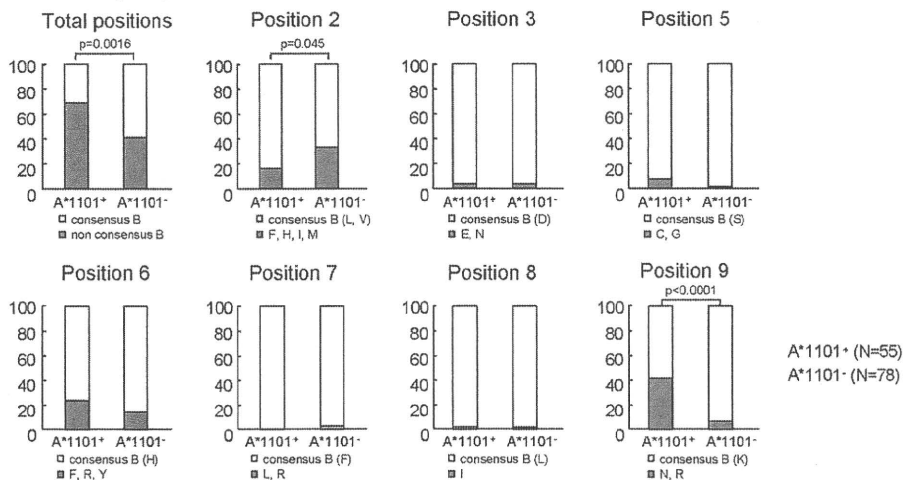 Total positions
p=0.0016
100
80
60
40
20
0
A*1101+ A*1101-
□ consensus B
■ non consensus B
Position 2
p=0.045
100
80
60
40
20
0
A*1101+ A*1101-
□ consensus B (L, V)
■ F, H, I, M
Position 3
100
80
60
40
20
0
A*1101+ A*1101-
□ consensus B (D)
■ E, N
Position 5
100
80
60
40
20
0
A*1101+ A*1101-
□ consensus B (S)
■ C, G
Position 6
100
80
60
40
20
0
A*1101+ A*1101-
□ consensus B (H)
■ F, R, Y
Position 7
100
80
60
40
20
0
A*1101+ A*1101-
□ consensus B (F)
■ L, R
Position 8
100
80
60
40
20
0
A*1101+ A*1101-
□ consensus B (L)
■ I
Position 9
p<0.0001
100
80
60
40
20
0
A*1101+ A*1101-
□ consensus B (K)
■ N, R
A*1101+ (N=55)
A*1101- (N=78)